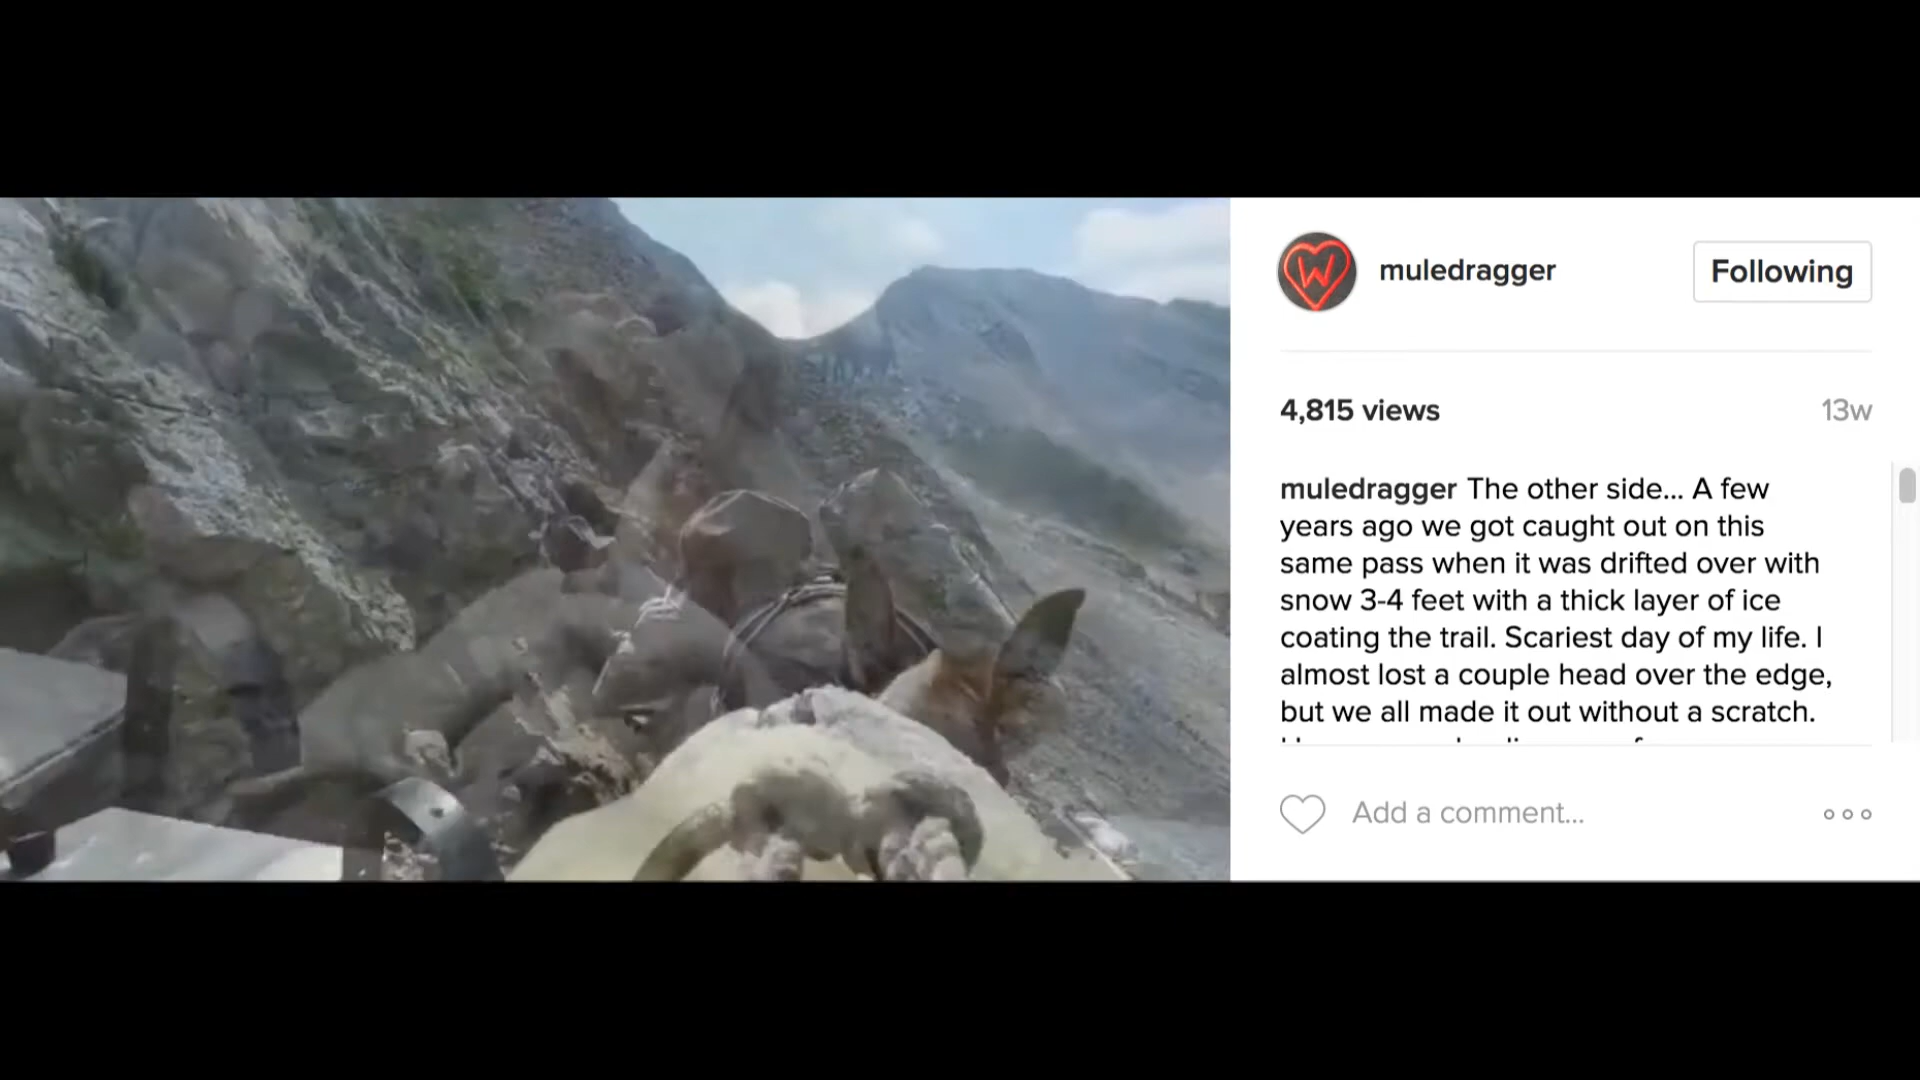 W
muledragger
Following
4,815 views
13w
muledragger The other side... A few
years ago we got caught out on this
same pass when it was drifted over with
snow 3-4 feet with a thick layer of ice
coating the trail. Scariest day of my life. I
almost lost a couple head over the edge,
but we all made it out without a scratch.
Add a comment...